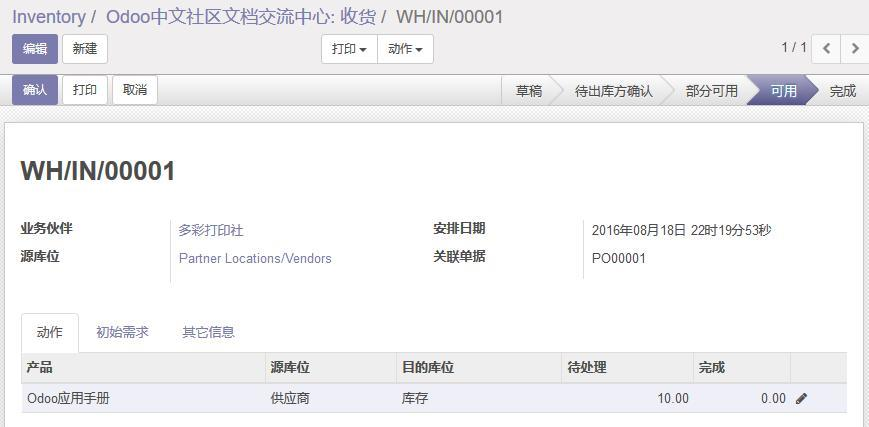 Inventory / Odoo中文社区文档交流中心: 收货 / WH/IN/00001
编辑 新建 打印 动作 1 / 1
确认 打印 取消 草稿 待出库方确认 部分可用 可用 完成
WH/IN/00001
业务伙伴 多彩打印社 安排日期 2016年08月18日 22时19分53秒
源库位 Partner Locations/Vendors 关联单据 PO00001
动作 初始需求 其它信息
产品 源库位 目的库位 待处理 完成
Odoo应用手册 供应商 库存 10.00 0.00